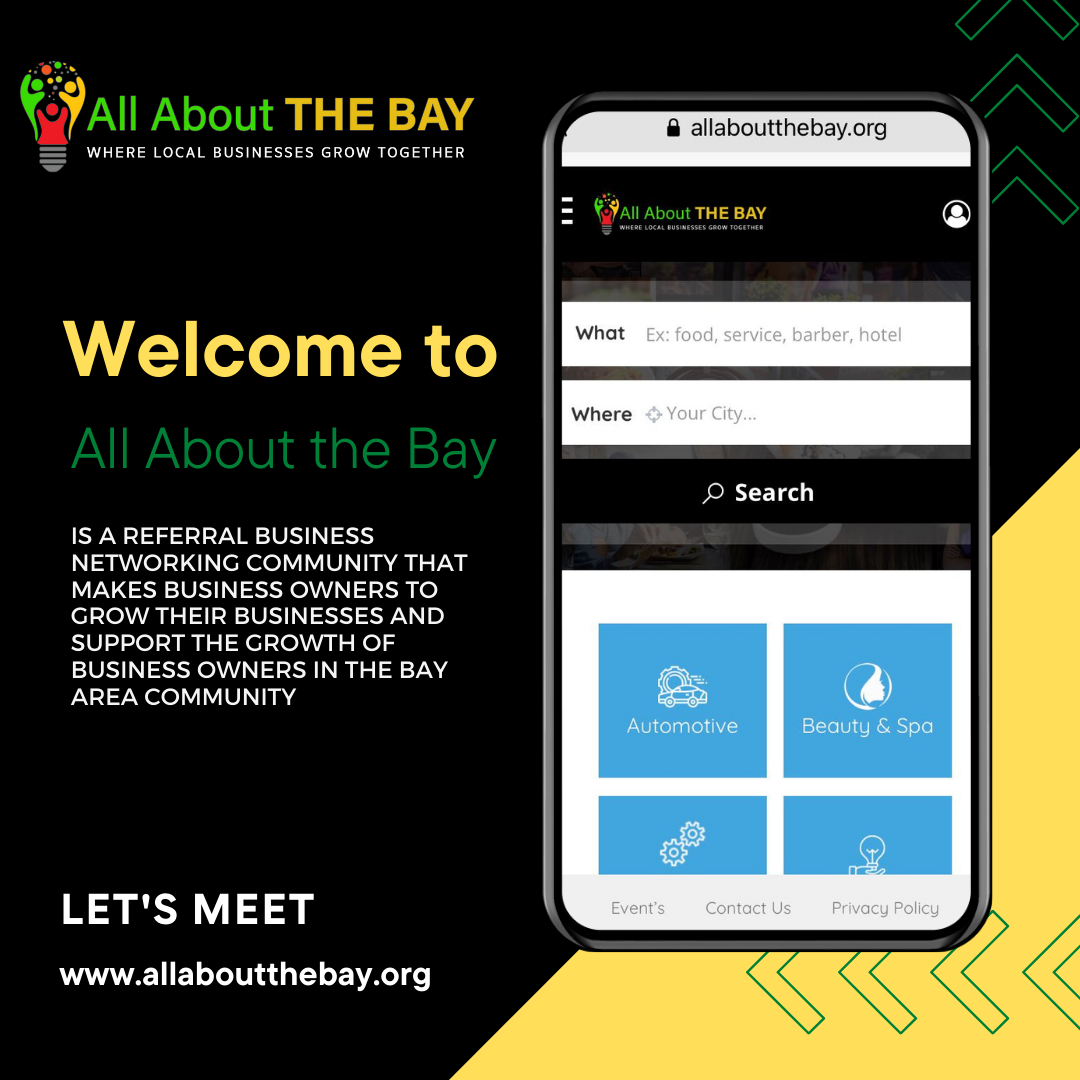 All About THE BAY
WHERE LOCAL BUSINESSES GROW TOGETHER
Welcome to
All About the Bay
IS A REFERRAL BUSINESS
NETWORKING COMMUNITY THAT
MAKES BUSINESS OWNERS TO
GROW THEIR BUSINESSES AND
SUPPORT THE GROWTH OF
BUSINESS OWNERS IN THE BAY
AREA COMMUNITY
LET'S MEET
www.allaboutthebay.org
allaboutthebay.org
All About THE BAY
WHERE LOCAL BUSINESSES GROW TOGETHER
What Ex: food, service, barber, hotel
Where Your City...
Search
Automotive
Beauty & Spa
Event's Contact Us Privacy Policy